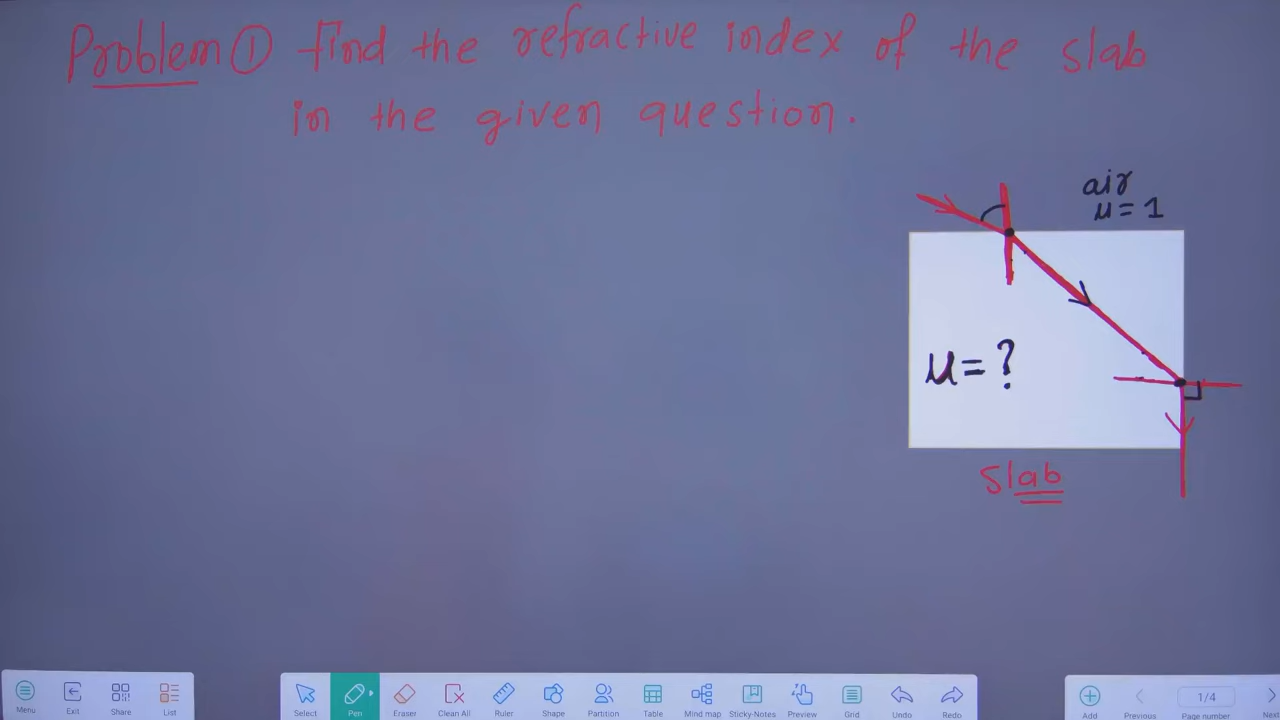 Problem ① find the refractive index of the slab
in the given question.
air
μ = 1
μ = ?
Slab
Menu
Exit
Share
List
Select
Pen
Eraser
Clean All
Ruler
Shape
Partition
Table
Mind map
Sticky-Notes
Preview
Grid
Undo
Redo
Add
Previous
1/4
Page number
Next